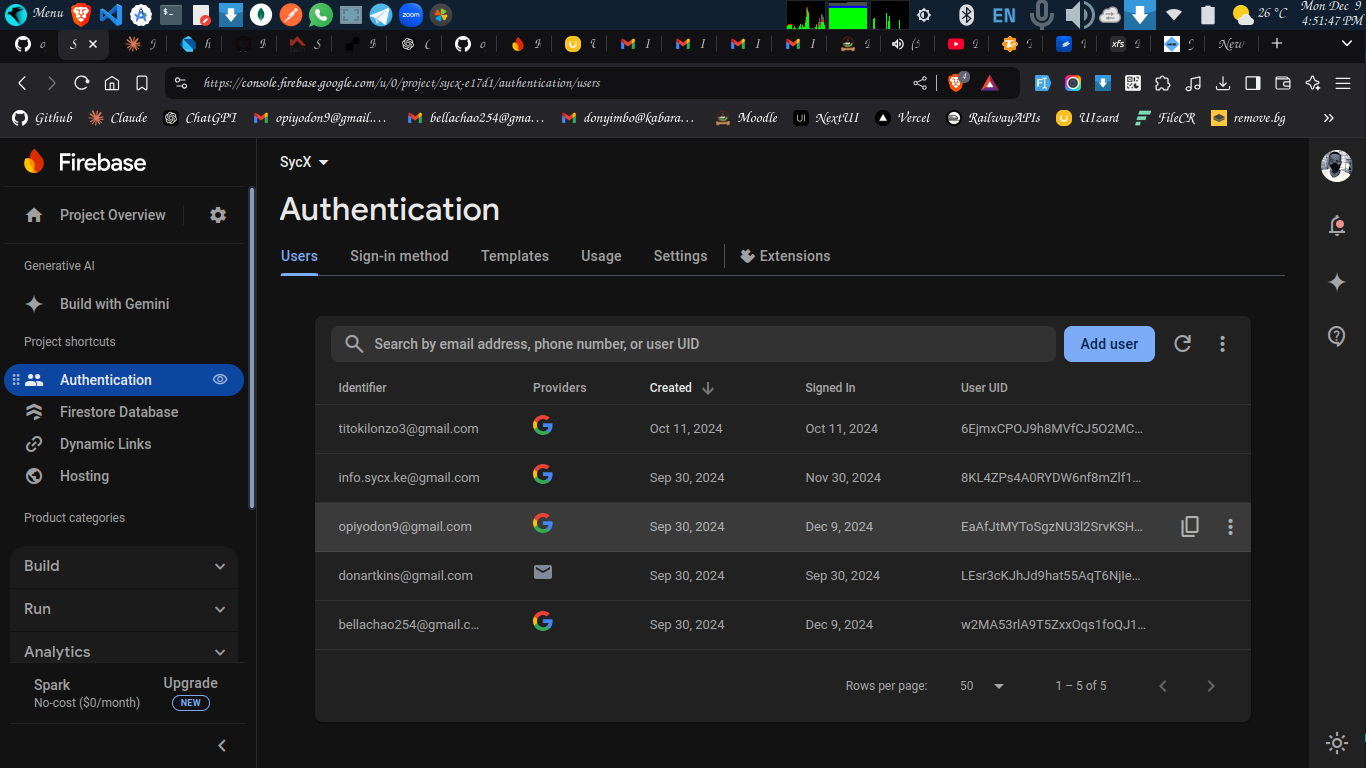 Menu
zoom
EN
26 °C
Mon Dec 9
4:51:47 PM
New
https://console.firebase.google.com/u/0/project/sycx-e17d1/authentication/users
4
Github
Claude
ChatGPT
opiyodon9@gmail....
bellachao254@gma...
donyimbo@kabara...
Moodle
NextUI
Vercel
RailwayAPIs
UIzard
FileCR
remove.bg
Firebase
SycX
Project Overview
Authentication
Generative AI
Users
Sign-in method
Templates
Usage
Settings
Extensions
Build with Gemini
Project shortcuts
Search by email address, phone number, or user UID
Add user
Authentication
Firestore Database
Dynamic Links
Hosting
Product categories
Build
Run
Analytics
Identifier
Providers
Created
Signed In
User UID
titokilonzo3@gmail.com
Oct 11, 2024
Oct 11, 2024
6EjmxCPOJ9h8MVfCJ5O2MC...
info.sycx.ke@gmail.com
Sep 30, 2024
Nov 30, 2024
8KL4ZPs4A0RYDW6nf8mZlf1...
opiyodon9@gmail.com
Sep 30, 2024
Dec 9, 2024
EaAfJtMYToSgzNU3l2SrvKSH...
donartkins@gmail.com
Sep 30, 2024
Sep 30, 2024
LEsr3cKJhJd9hat55AqT6NjIe...
bellachao254@gmail.c...
Sep 30, 2024
Dec 9, 2024
w2MA53rlA9T5ZxxOqs1foQJ1...
Spark
No-cost ($0/month)
Upgrade
NEW
Rows per page:
50
1 – 5 of 5